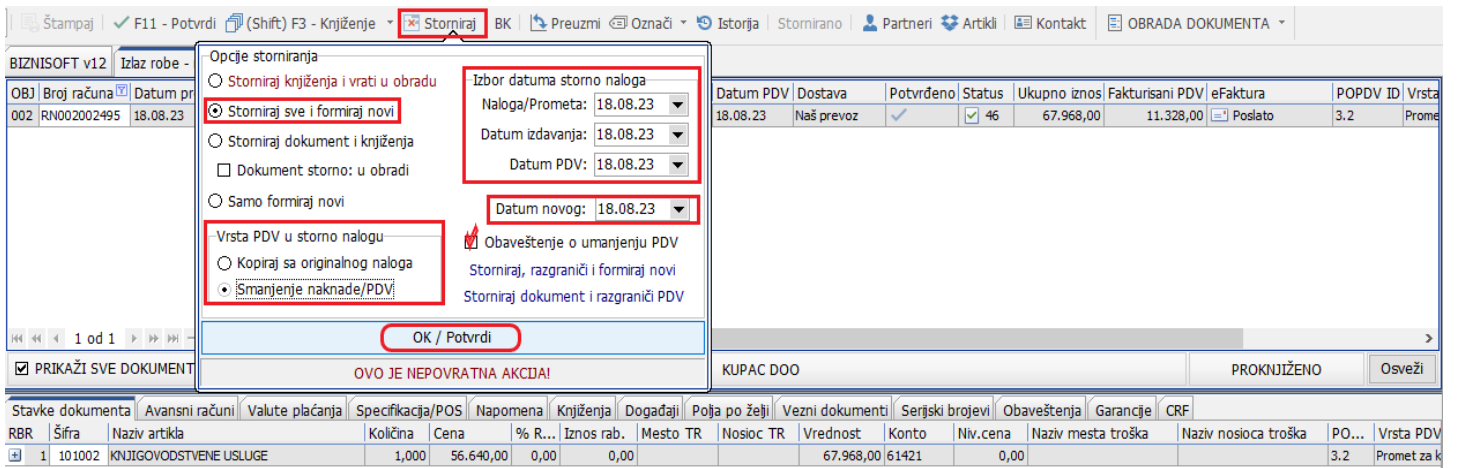 Štampaj ✓ F11 - Potvrdi (Shift) F3 - Knjiženje Storniraj BK Preuzmi Označi Istorija Stornirano Partneri Artikli Kontakt OBRADA DOKUMENTA
BIZNISOFT v12 Izlaz robe -
OBJ Broj računa Datum pr Datum PDV Dostava Potvrđeno Status Ukupno iznos Fakturisani PDV eFaktura POPDV ID Vrsta
002 RN002002495 18.08.23 18.08.23 Naš prevoz ✓ 46 67.968,00 11.328,00 Poslato 3.2 Prome
Opcije storniranja
Storniraj knjiženja i vrati u obradu
Storniraj sve i formiraj novi
Storniraj dokument i knjiženja
Dokument storno: u obradi
Samo formiraj novi
Vrsta PDV u storno nalogu
Kopiraj sa originalnog naloga
Smanjenje naknade/PDV
Izbor datuma storno naloga
Naloga/Prometa: 18.08.23
Datum izdavanja: 18.08.23
Datum PDV: 18.08.23
Datum novog: 18.08.23
Obaveštenje o umanjenju PDV
Storniraj, razgraniči i formiraj novi
Storniraj dokument i razgraniči PDV
OK / Potvrdi
OVO JE NEPOVRATNA AKCIJA!
1 od 1
PRIKAŽI SVE DOKUMENT KUPAC DOO PROKNJIŽENO Osveži
Stavke dokumenta Avansni računi Valute plaćanja Specifikacija/POS Napomena Knjiženja Događaji Polja po želji Vezni dokumenti Serijski brojevi Obaveštenja Garancije CRF
RBR Šifra Naziv artikla Količina Cena % R... Iznos rab. Mesto TR Nosioc TR Vrednost Konto Niv.cena Naziv mesta troška Naziv nosioca troška PO... Vrsta PDV
1 101002 KNJIGOVODSTVENE USLUGE 1,000 56.640,00 0,00 0,00 67.968,00 61421 0,00 3.2 Promet za k